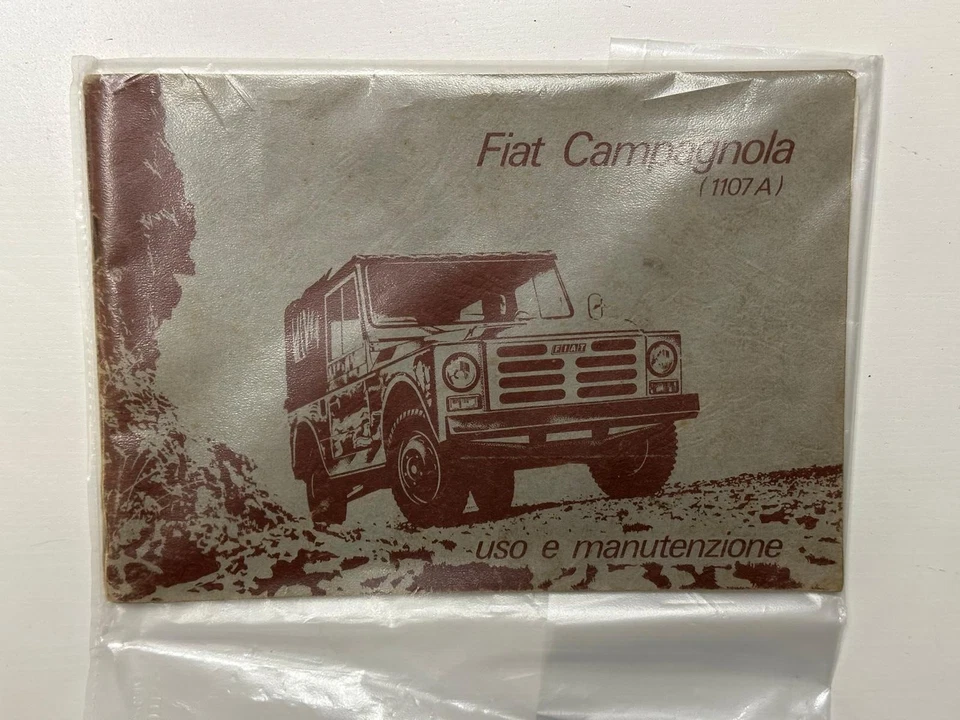 Fiat Campagnola
(1107 A)
FIAT
uso e manutenzione